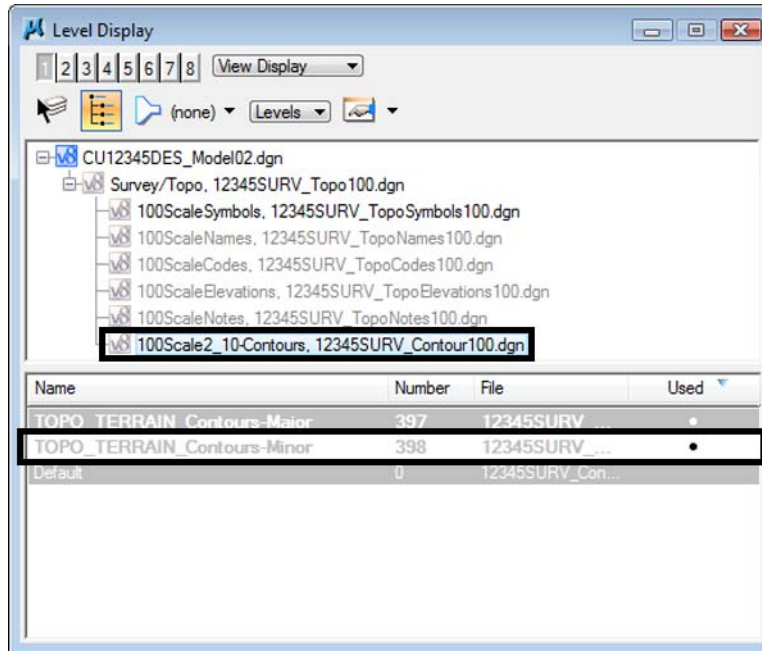 Level Display
1 2 3 4 5 6 7 8 View Display
(none) Levels
CU12345DES_Model02.dgn
Survey/Topo, 12345SURV_Topo100.dgn
100ScaleSymbols, 12345SURV_TopoSymbols100.dgn
100ScaleNames, 12345SURV_TopoNames100.dgn
100ScaleCodes, 12345SURV_TopoCodes100.dgn
100ScaleElevations, 12345SURV_TopoElevations100.dgn
100ScaleNotes, 12345SURV_TopoNotes100.dgn
100Scale2_10-Contours, 12345SURV_Contour100.dgn
Name Number File Used
TOPO_TERRAIN_Contours-Major 397 12345SURV_...
TOPO_TERRAIN_Contours-Minor 398 12345SURV_...
Default 0 12345SURV_Con...